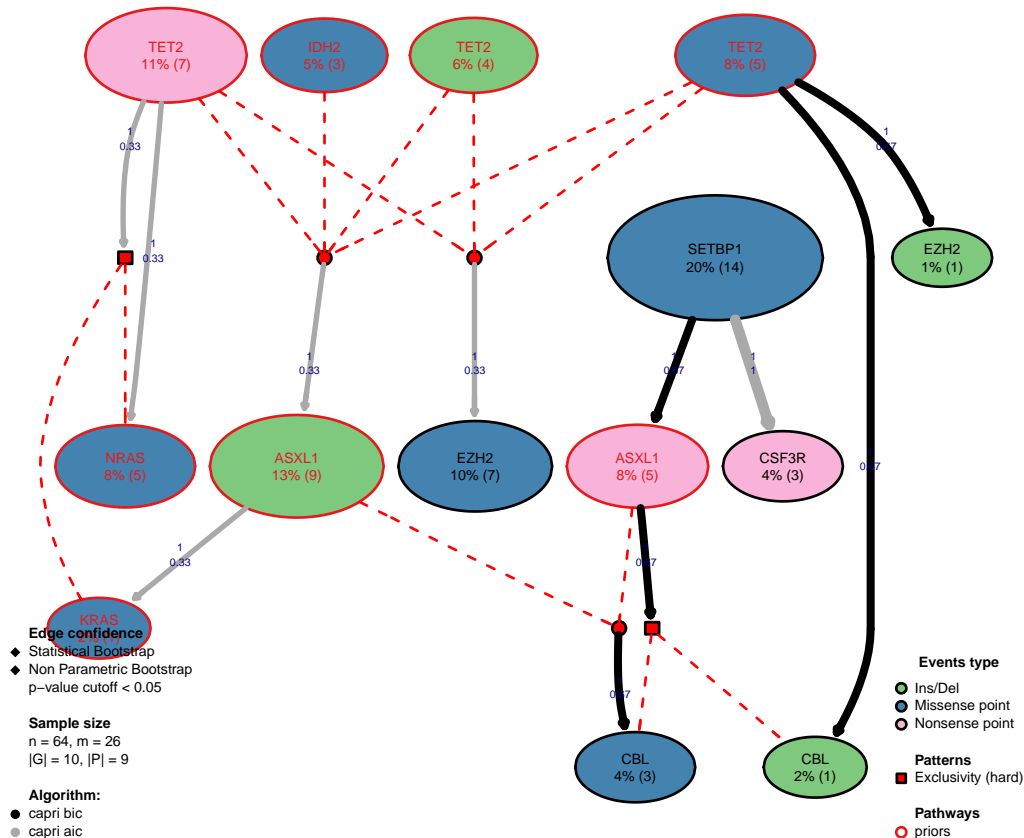 TET2
11% (7)
IDH2
5% (3)
TET2
6% (4)
TET2
8% (5)
1
0.33
1
SETBP1
20% (14)
EZH2
1% (1)
1
0.33
1
0.33
1
0.33
1
1
NRAS
8% (5)
ASXL1
13% (9)
EZH2
10% (7)
ASXL1
8% (5)
CSF3R
4% (3)
1
0.33
KRAS
Edge confidence
Statistical Bootstrap
Non Parametric Bootstrap
p−value cutoff < 0.05
Sample size
n = 64, m = 26
|G| = 10, |P| = 9
Algorithm:
capri bic
capri aic
CBL
4% (3)
CBL
2% (1)
Events type
Ins/Del
Missense point
Nonsense point
Patterns
Exclusivity (hard)
Pathways
priors